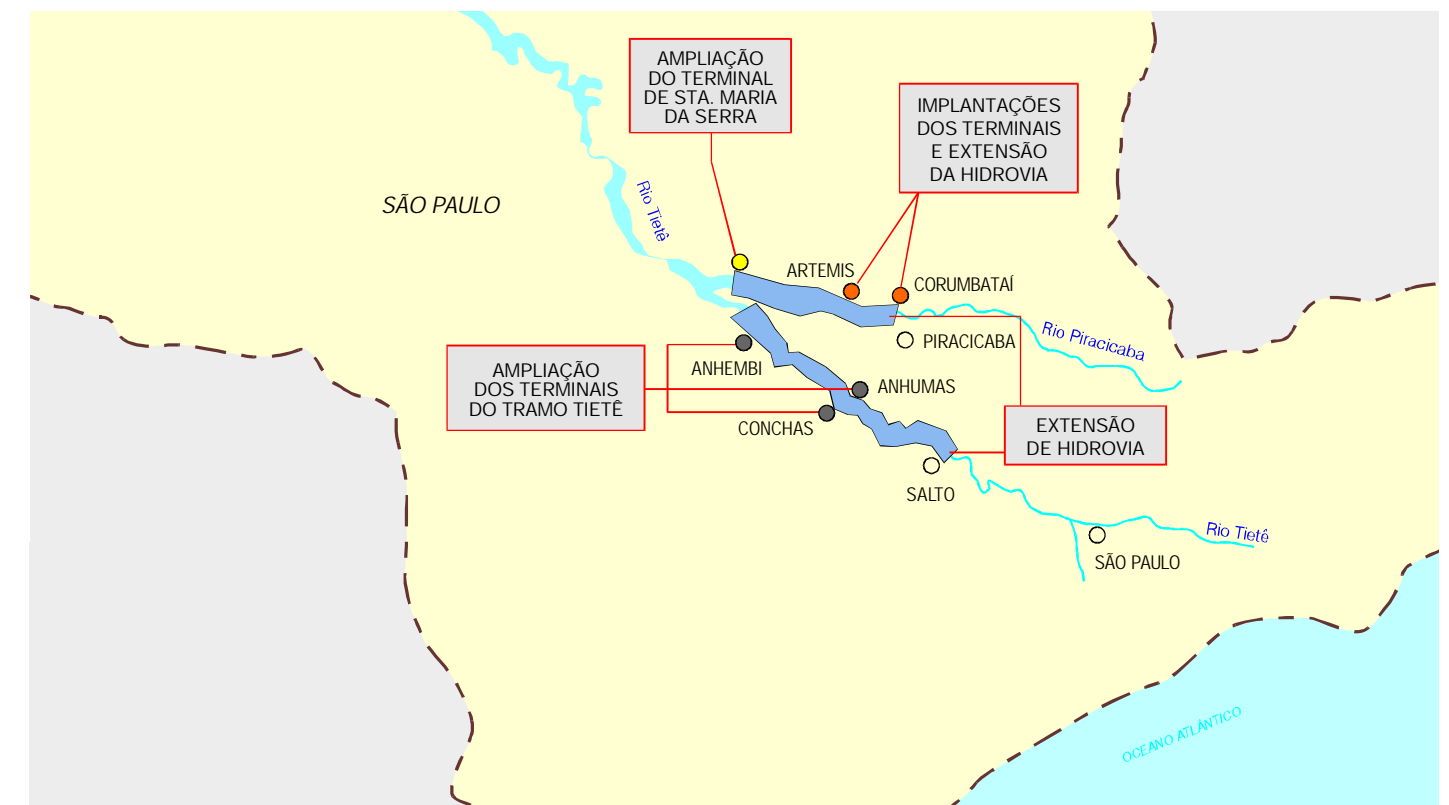 AMPLIAÇÃO
DO TERMINAL
DE STA. MARIA
DA SERRA
IMPLANTAÇÕES
DOS TERMINAIS
E EXTENSÃO
DA HIDROVIA
SÃO PAULO
Rio Tietê
ARTEMIS
CORUMBATAÍ
PIRACICABA
Rio Piracicaba
ANHEMBI
AMPLIAÇÃO
DOS TERMINAIS
DO TRAMO TIETÊ
ANHUMAS
CONCHAS
EXTENSÃO
DE HIDROVIA
SALTO
Rio Tietê
SÃO PAULO
OCEANO ATLÂNTICO